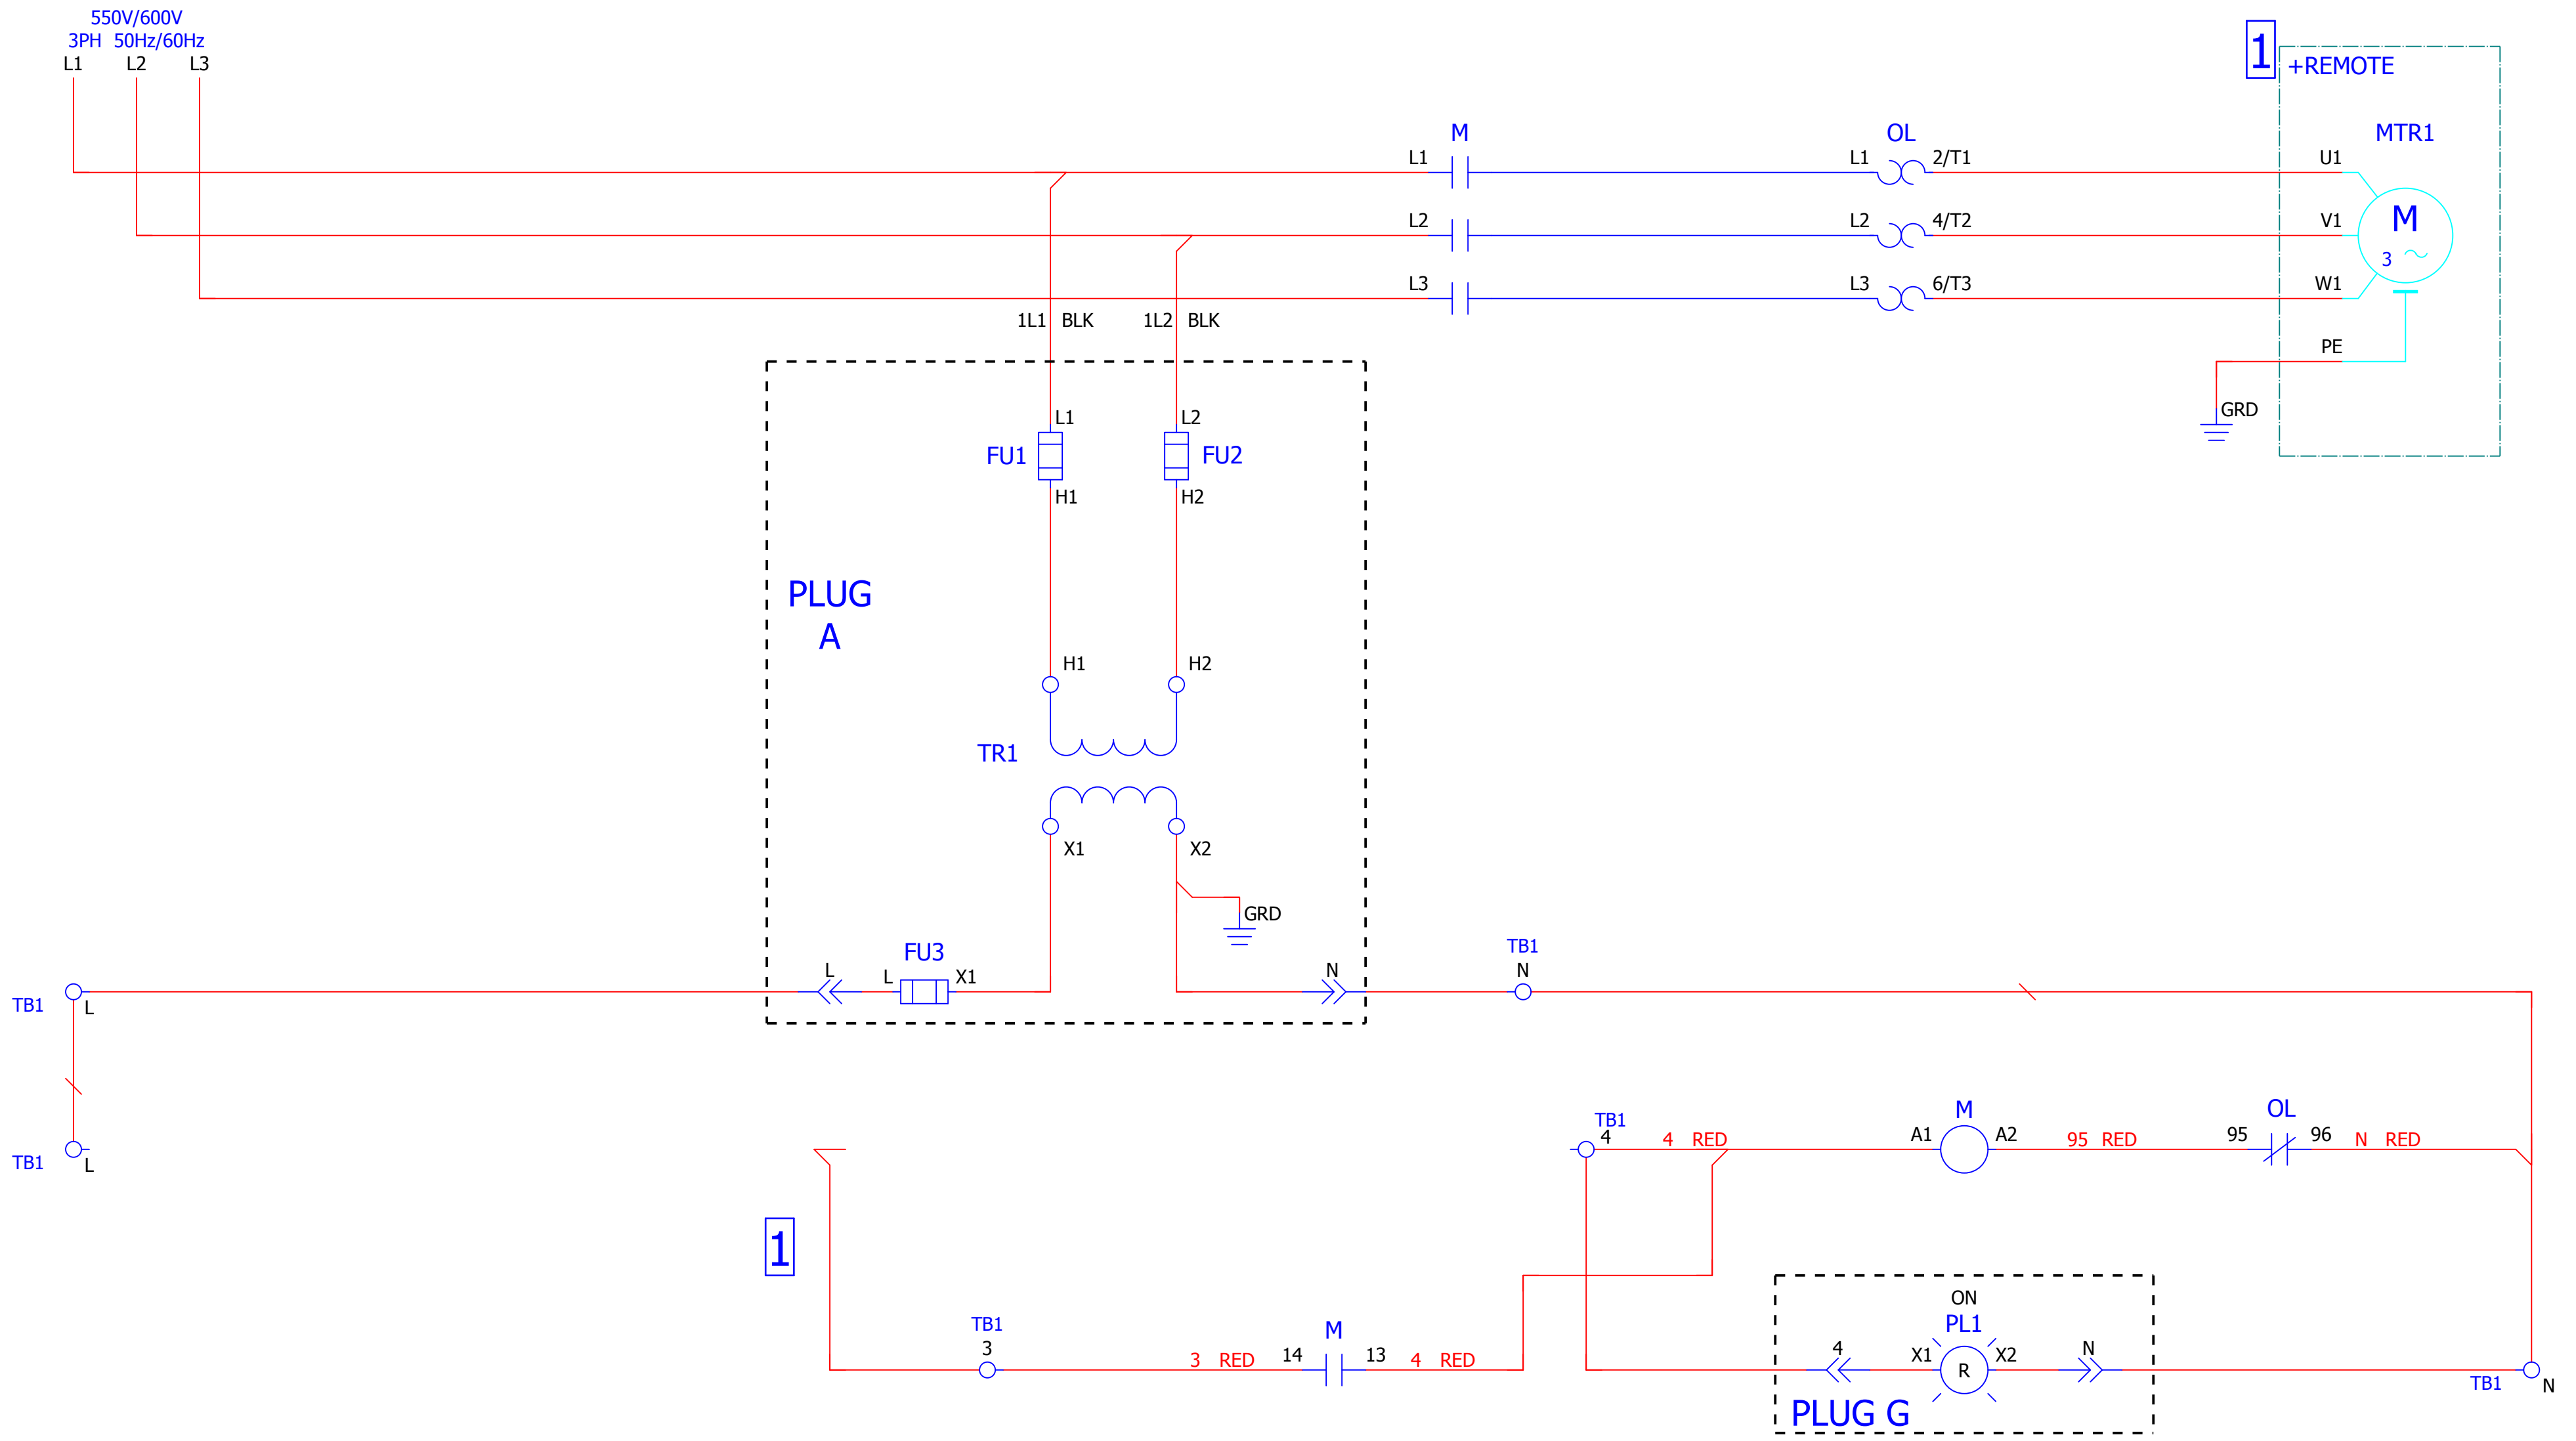 550V/600V
3PH 50Hz/60Hz
L1 L2 L3
1
+REMOTE
M OL MTR1
L1 L1 2/T1 U1
L2 L2 4/T2 V1
M
3
L3 L3 6/T3 W1
1L1 BLK 1L2 BLK
PE
GRD
L1 L2
FU1 FU2
H1 H2
PLUG
A
H1 H2
TR1
X1 X2
GRD
FU3
TB1
L L X1 N N
TB1 L
TB1 L
TB1
4
4 RED
M
A1 A2
95 RED
OL
95 96
N RED
1
TB1
3
3 RED
M
14 13
4 RED
ON
PL1
4 X1 R X2 N
PLUG G
TB1 N